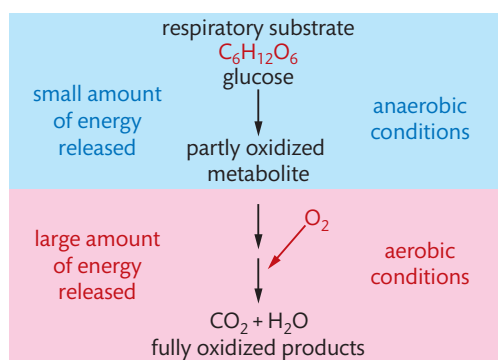 respiratory substrate
C₆H₁₂O₆
glucose
small amount
of energy
released
anaerobic
conditions
partly oxidized
metabolite
O₂
large amount
of energy
released
aerobic
conditions
CO₂ + H₂O
fully oxidized products